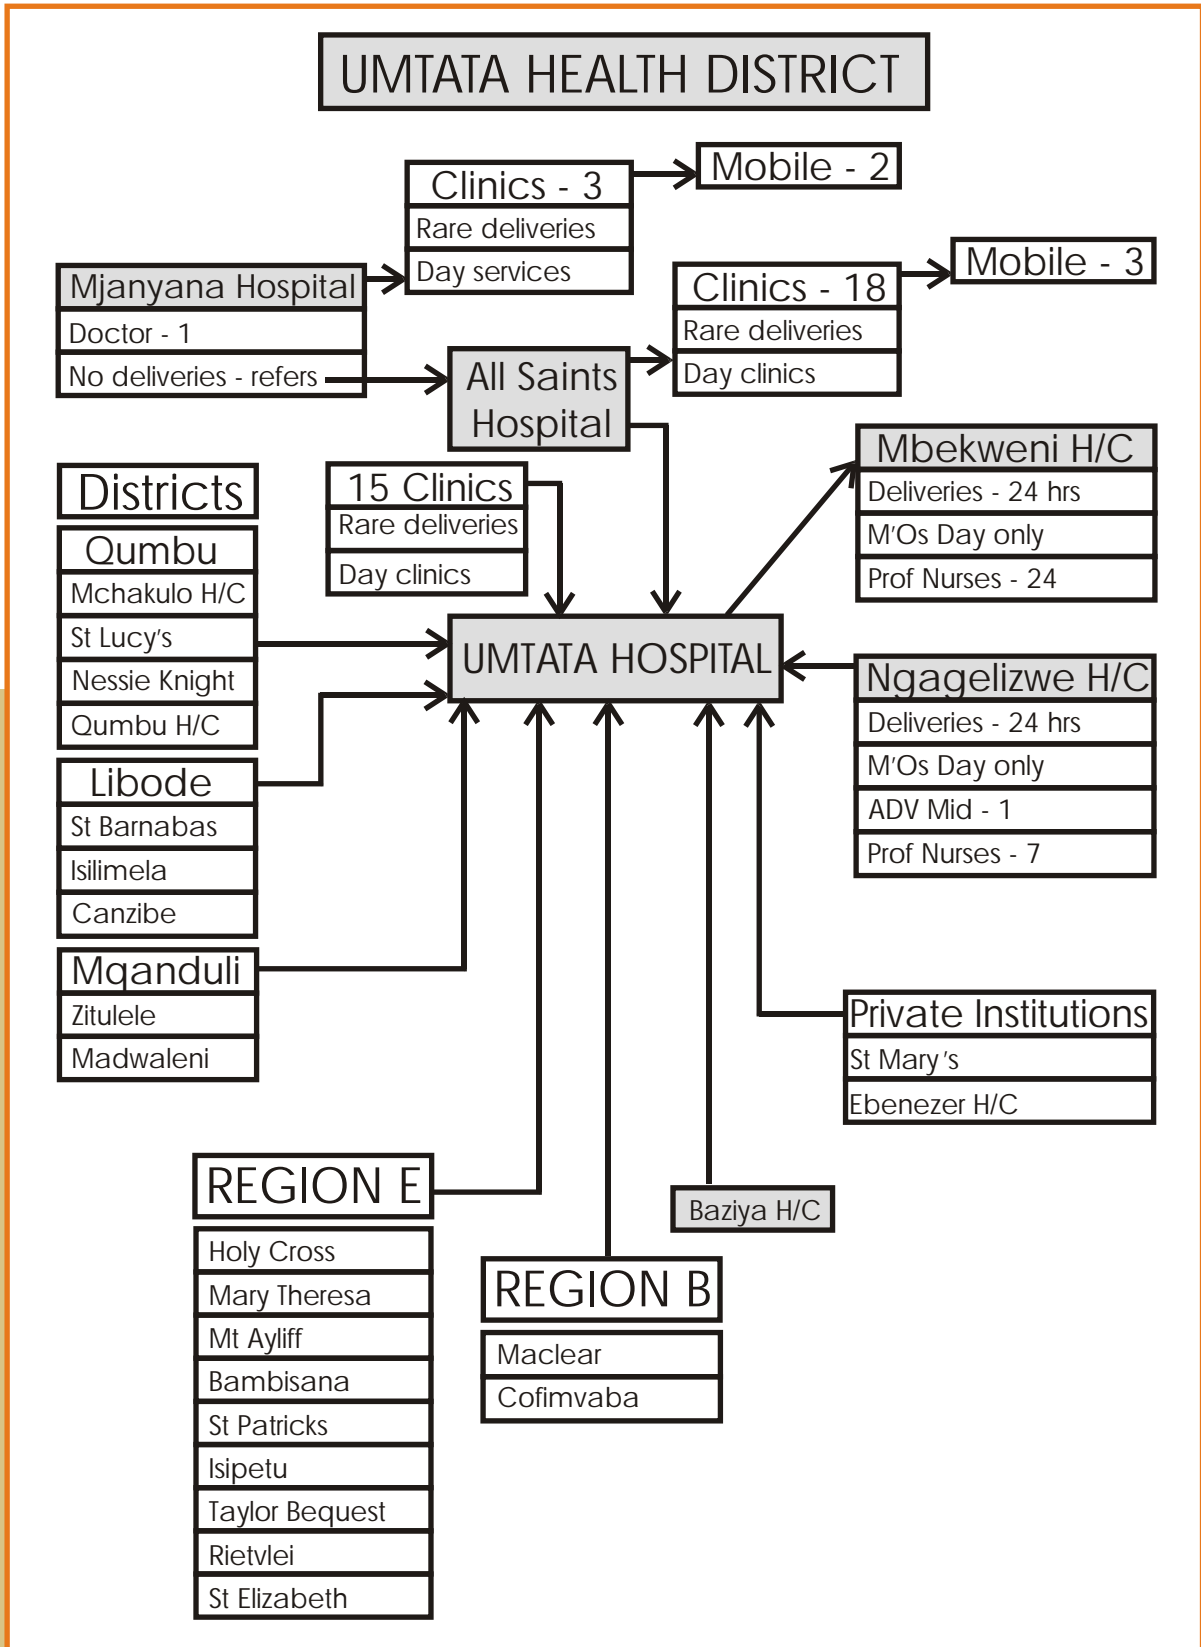 UMTATA HEALTH DISTRICT
Clinics - 3
Rare deliveries
Day services
Mobile - 2
Mjanyana Hospital
Doctor - 1
No deliveries - refers
All Saints
Hospital
Clinics - 18
Rare deliveries
Day clinics
Mobile - 3
Districts
Qumbu
Mchakulo H/C
St Lucy's
Nessie Knight
Qumbu H/C
15 Clinics
Rare deliveries
Day clinics
Mbekweni H/C
Deliveries - 24 hrs
M'Os Day only
Prof Nurses - 24
UMTATA HOSPITAL
Ngagelizwe H/C
Deliveries - 24 hrs
M'Os Day only
ADV Mid - 1
Prof Nurses - 7
Libode
St Barnabas
Isilimela
Canzibe
Mqanduli
Zitulele
Madwaleni
Private Institutions
St Mary's
Ebenezer H/C
REGION E
Holy Cross
Mary Theresa
Mt Ayliff
Bambisana
St Patricks
Isipetu
Taylor Bequest
Rietvlei
St Elizabeth
REGION B
Maclear
Cofimvaba
Baziya H/C